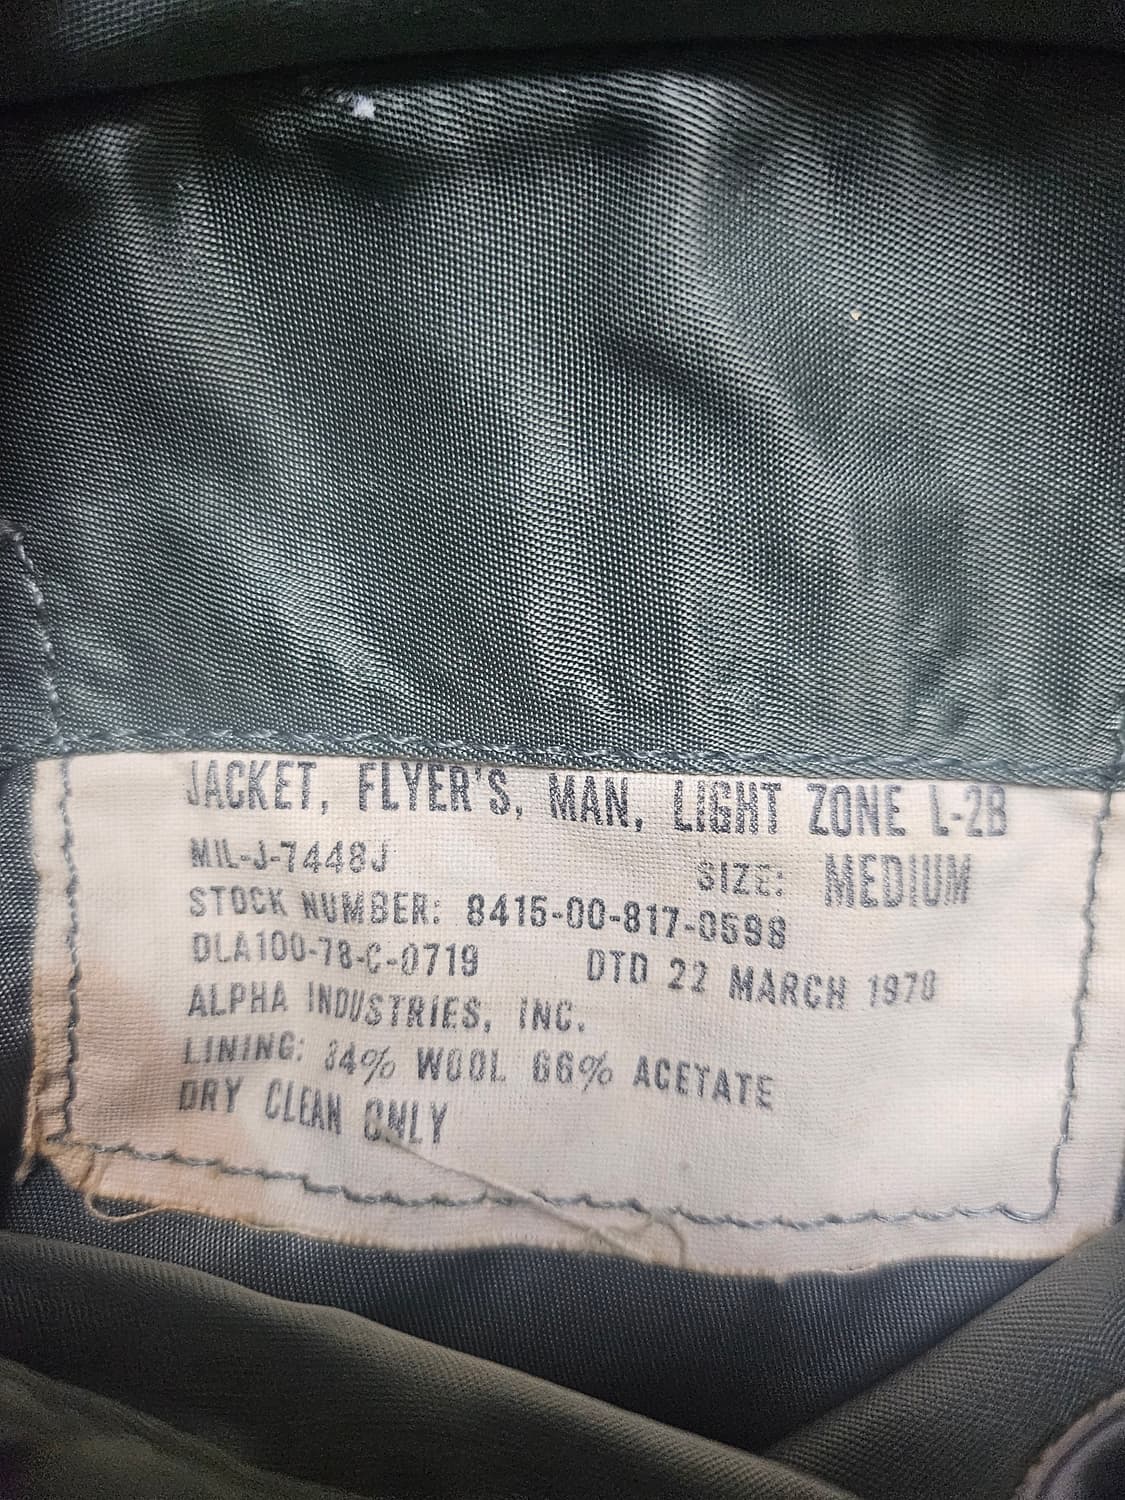 JACKET, FLYER'S, MAN, LIGHT ZONE L-2B
MIL-J-7448J SIZE: MEDIUM
STOCK NUMBER: 8415-00-817-0598
DLA100-78-C-0719 DTD 22 MARCH 1978
ALPHA INDUSTRIES, INC.
LINING: 34% WOOL 66% ACETATE
DRY CLEAN ONLY